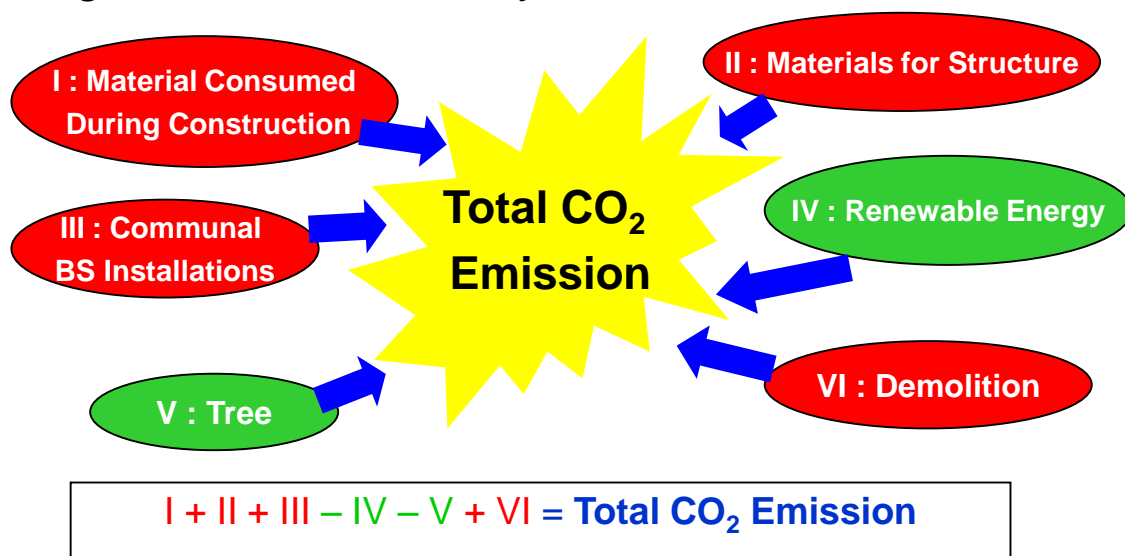 I : Material Consumed
During Construction
II : Materials for Structure
III : Communal
BS Installations
Total CO₂
Emission
IV : Renewable Energy
V : Tree
VI : Demolition
I + II + III – IV – V + VI = Total CO₂ Emission